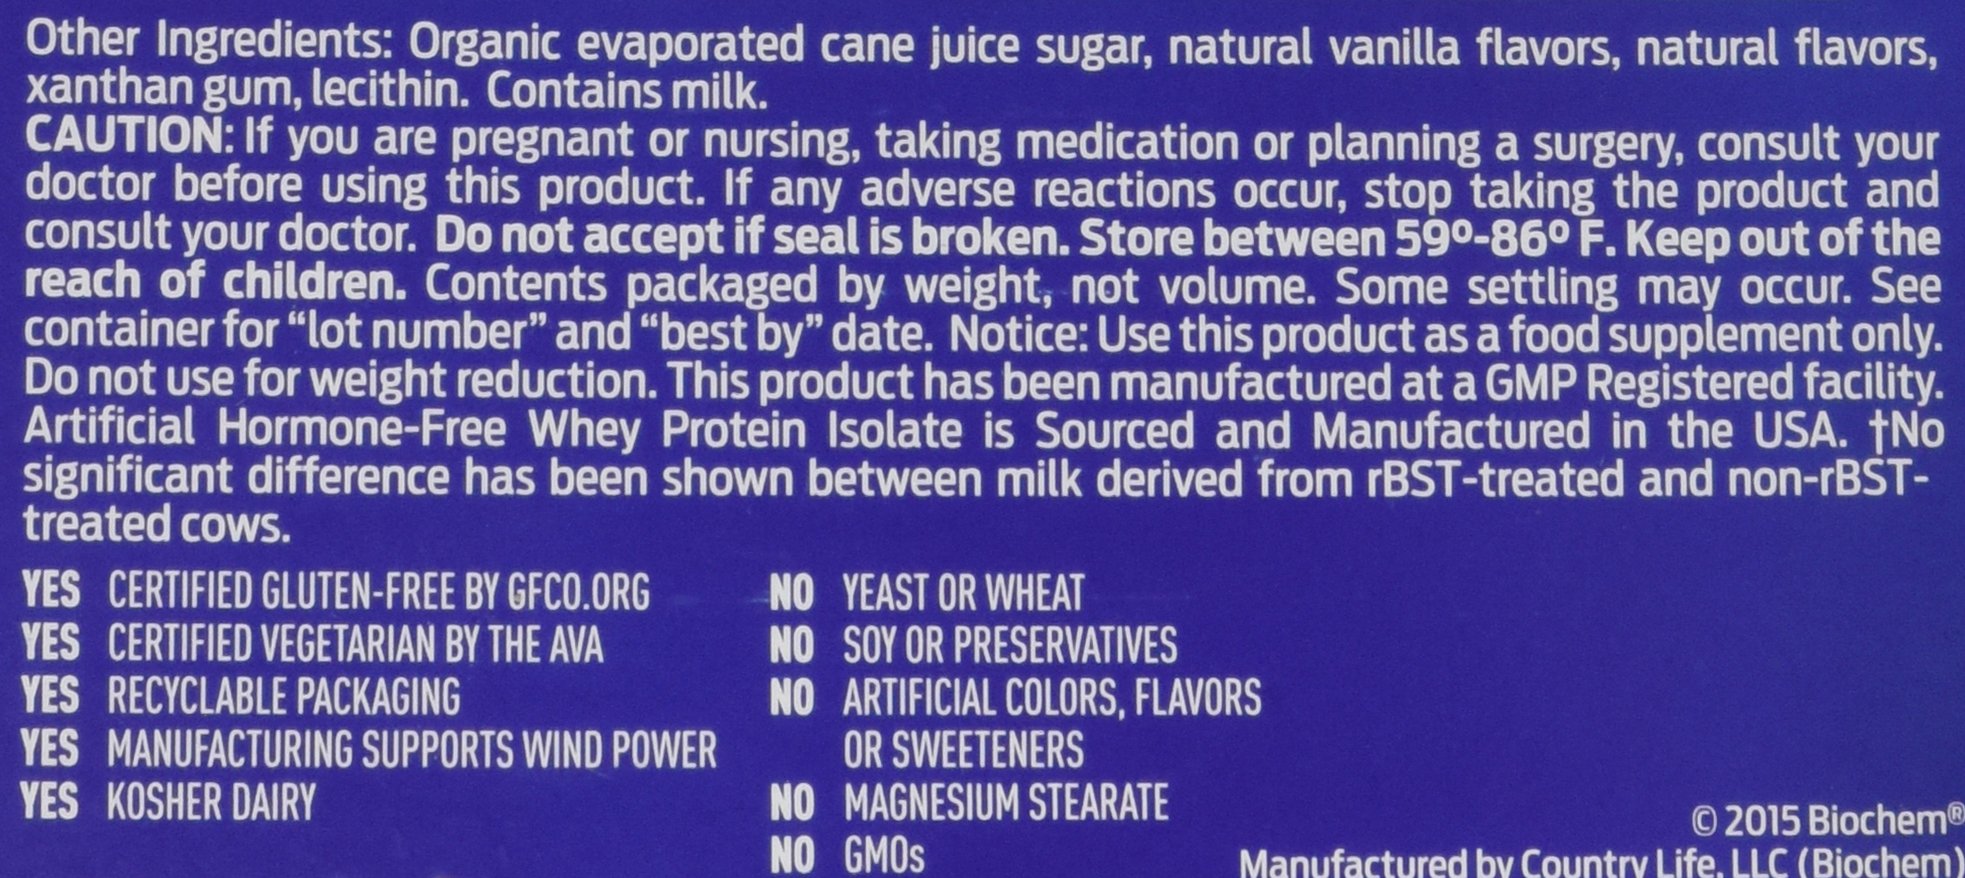 Other Ingredients: Organic evaporated cane juice sugar, natural vanilla flavors, natural flavors,
xanthan gum, lecithin. Contains milk.
CAUTION: If you are pregnant or nursing, taking medication or planning a surgery, consult your
doctor before using this product. If any adverse reactions occur, stop taking the product and
consult your doctor. Do not accept if seal is broken. Store between 59º-86º F. Keep out of the
reach of children. Contents packaged by weight, not volume. Some settling may occur. See
container for “lot number” and “best by” date. Notice: Use this product as a food supplement only.
Do not use for weight reduction. This product has been manufactured at a GMP Registered facility.
Artificial Hormone-Free Whey Protein Isolate is Sourced and Manufactured in the USA. †No
significant difference has been shown between milk derived from rBST-treated and non-rBST-
treated cows.
YES CERTIFIED GLUTEN-FREE BY GFCO.ORG
YES CERTIFIED VEGETARIAN BY THE AVA
YES RECYCLABLE PACKAGING
YES MANUFACTURING SUPPORTS WIND POWER
YES KOSHER DAIRY
NO YEAST OR WHEAT
NO SOY OR PRESERVATIVES
NO ARTIFICIAL COLORS, FLAVORS
OR SWEETENERS
NO MAGNESIUM STEARATE
NO GMOs
© 2015 Biochem®
Manufactured by Country Life, LLC (Biochem)